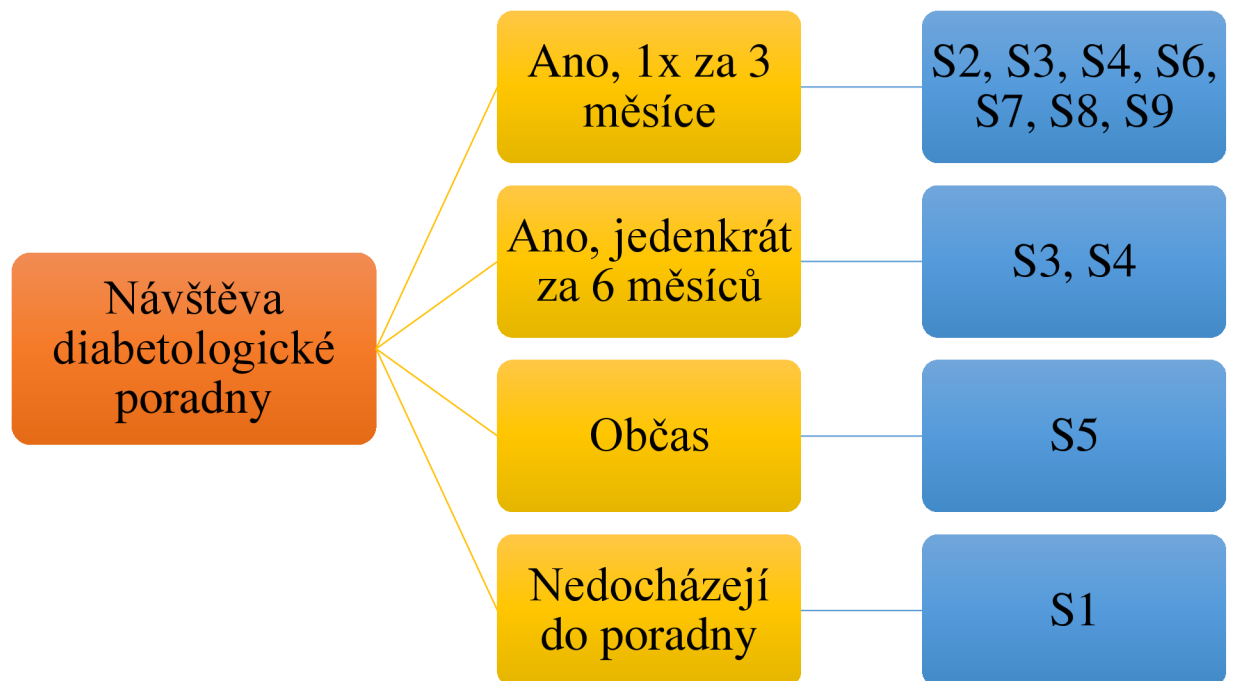 Návštěva
diabetologické
poradny
Ano, 1x za 3
měsíce
S2, S3, S4, S6,
S7, S8, S9
Ano, jedenkrát
za 6 měsíců
S3, S4
Občas
S5
Nedocházejí
do poradny
S1